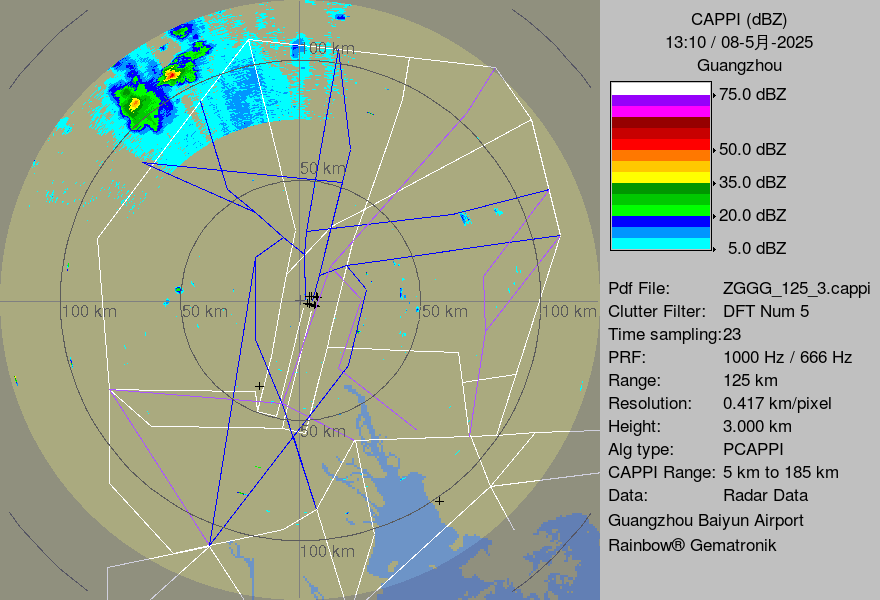 CAPPI (dBZ)
13:10 / 08-5月-2025
Guangzhou
75.0 dBZ
50.0 dBZ
35.0 dBZ
20.0 dBZ
5.0 dBZ
Pdf File: ZGGG_125_3.cappi
Clutter Filter: DFT Num 5
Time sampling:23
PRF: 1000 Hz / 666 Hz
Range: 125 km
Resolution: 0.417 km/pixel
Height: 3.000 km
Alg type: PCAPPI
CAPPI Range: 5 km to 185 km
Data: Radar Data
Guangzhou Baiyun Airport
Rainbow® Gematronik
100 km
50 km
100 km
50 km
50 km
100 km
50 km
100 km